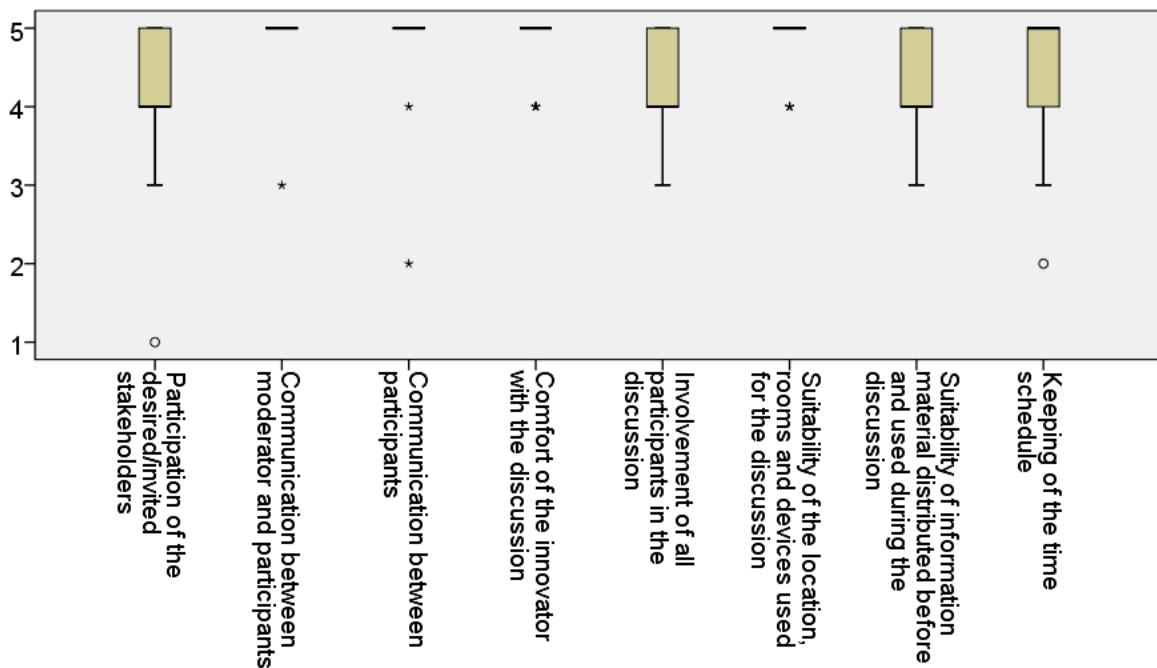 5
4
3
2
1
Participation of the
desired/invited
stakeholders
Communication between
moderator and participants
Communication between
participants
Comfort of the innovator
with the discussion
Involvement of all
participants in the
discussion
Suitability of the location,
rooms and devices used
for the discussion
Suitability of information
material distributed before
and used during the
discussion
Keeping of the time
schedule